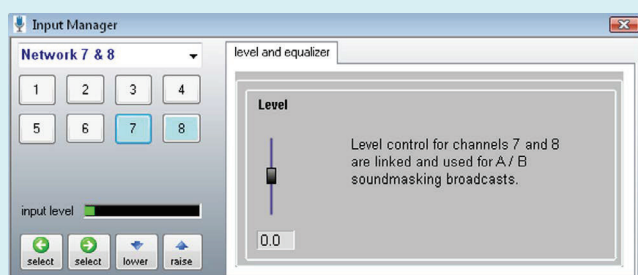 Input Manager
Network 7 & 8
level and equalizer
1 2 3 4
5 6 7 8
Level
Level control for channels 7 and 8
are linked and used for A / B
soundmasking broadcasts.
0.0
input level
select select lower raise